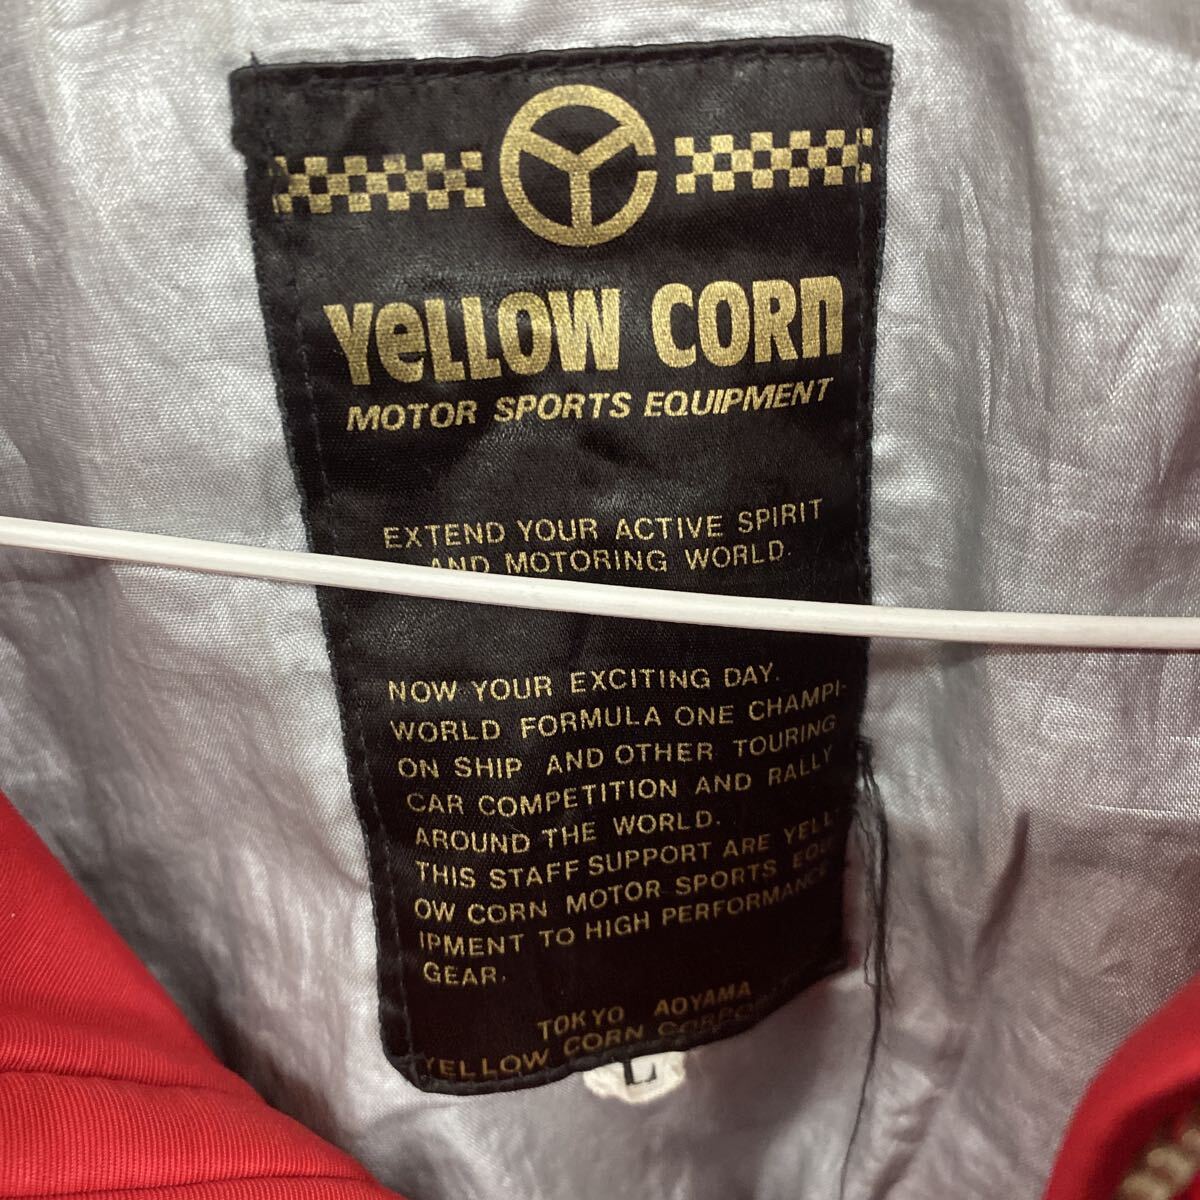 YeLLOW CORn
MOTOR SPORTS EQUIPMENT
EXTEND YOUR ACTIVE SPIRIT
AND MOTORING WORLD.
NOW YOUR EXCITING DAY.
WORLD FORMULA ONE CHAMPI-
ON SHIP AND OTHER TOURING
CAR COMPETITION AND RALLY
AROUND THE WORLD.
THIS STAFF SUPPORT ARE YELL-
OW CORN MOTOR SPORTS EQU-
IPMENT TO HIGH PERFORMANCE
GEAR.
TOKYO AOYAMA
YELLOW CORN
L